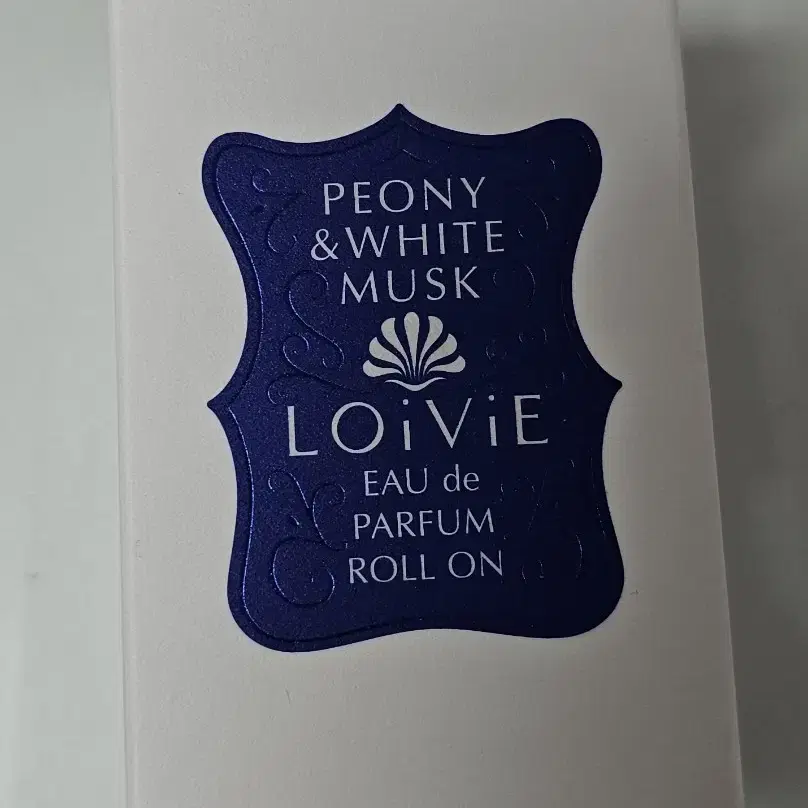 PEONY
&WHITE
MUSK
LOiViE
EAU de
PARFUM
ROLL ON